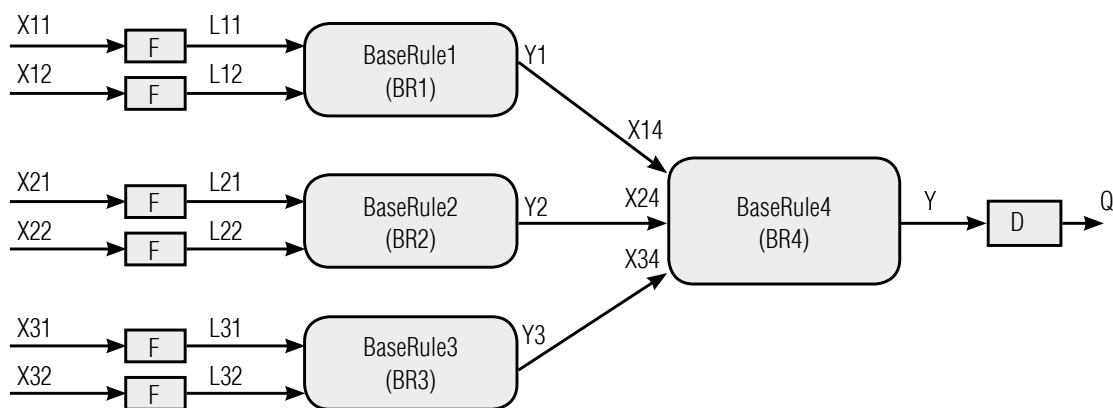 X11
F
L11
X12
F
L12
BaseRule1
(BR1)
Y1
X14
X21
F
L21
X22
F
L22
BaseRule2
(BR2)
Y2
X24
X31
F
L31
X32
F
L32
BaseRule3
(BR3)
Y3
X34
BaseRule4
(BR4)
Y
D
Q